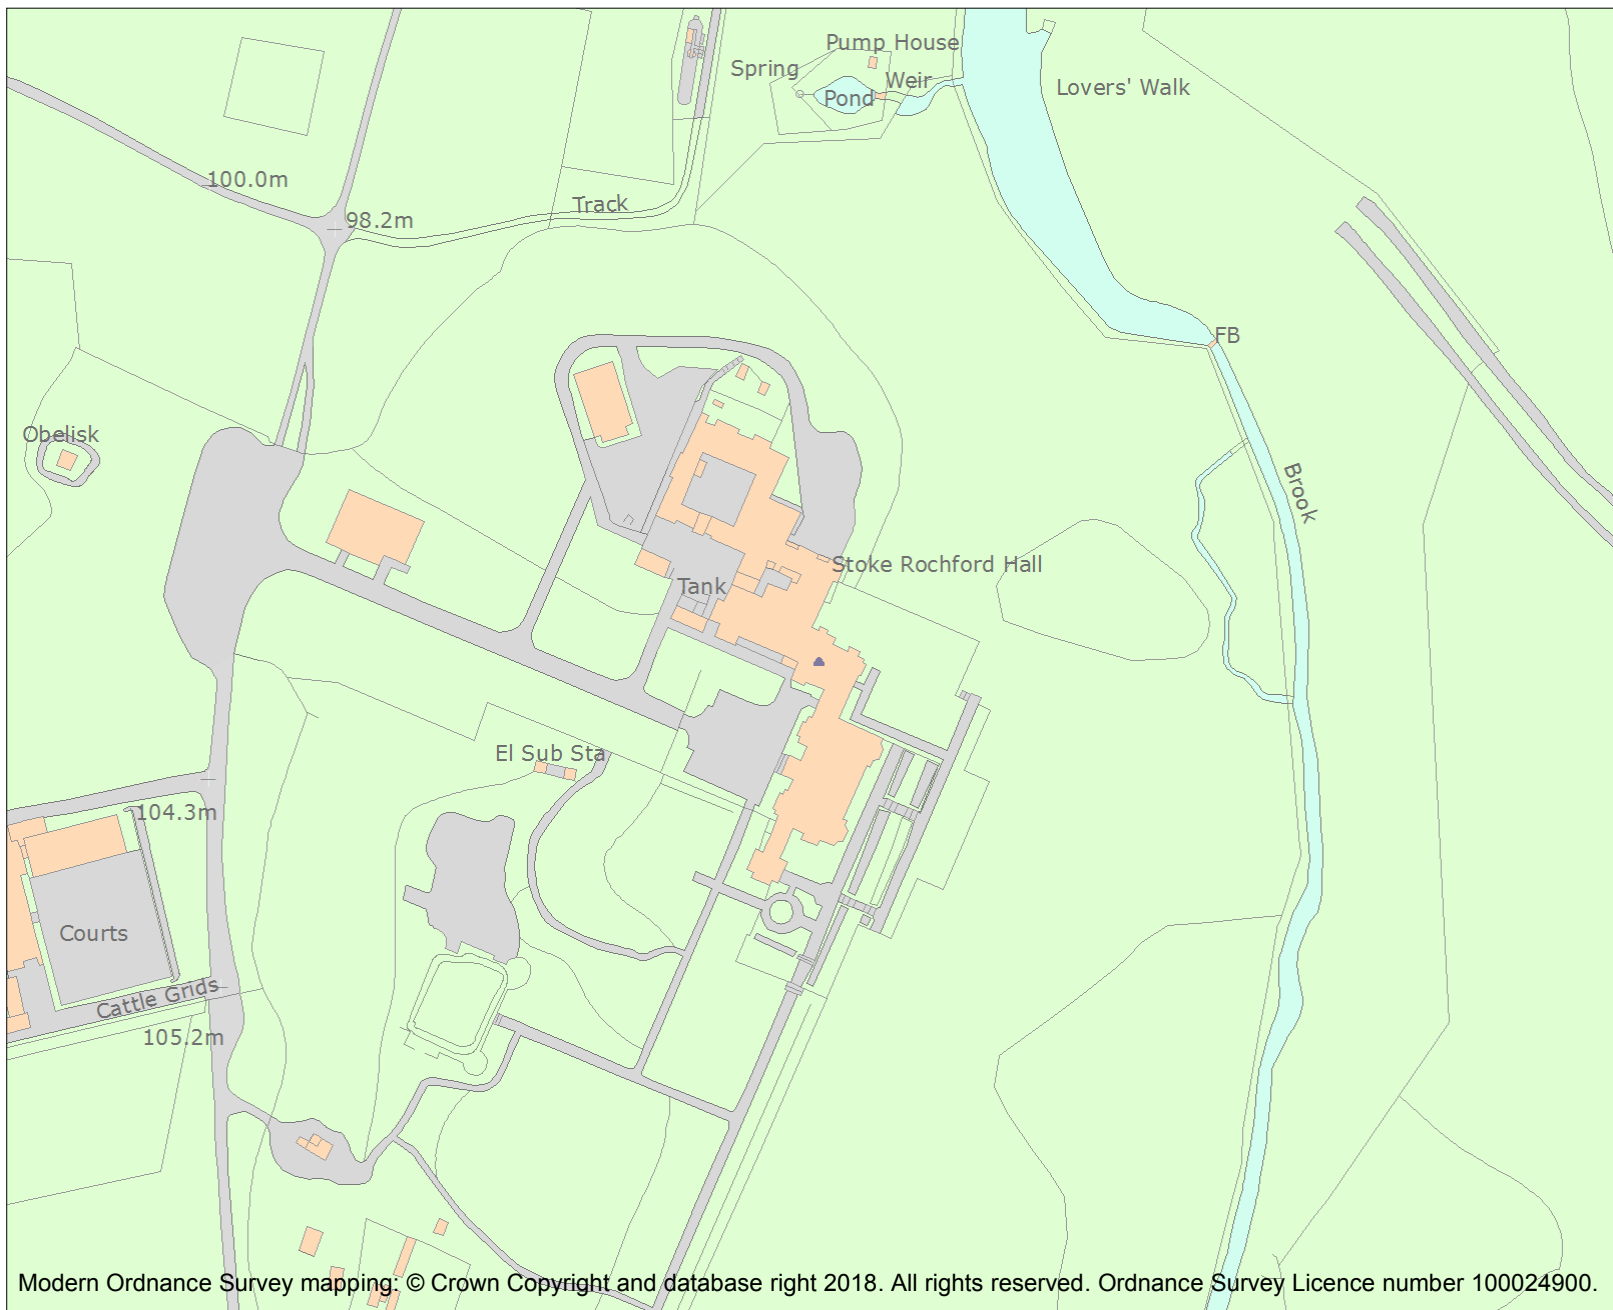 Pump House
Spring
Weir
Lovers' Walk
Pond
100.0m
Track
98.2m
FB
Obelisk
Brook
Stoke Rochford Hall
Tank
El Sub Sta
104.3m
Courts
Cattle Grids
105.2m
Modern Ordnance Survey mapping: © Crown Copyright and database right 2018. All rights reserved. Ordnance Survey Licence number 100024900.